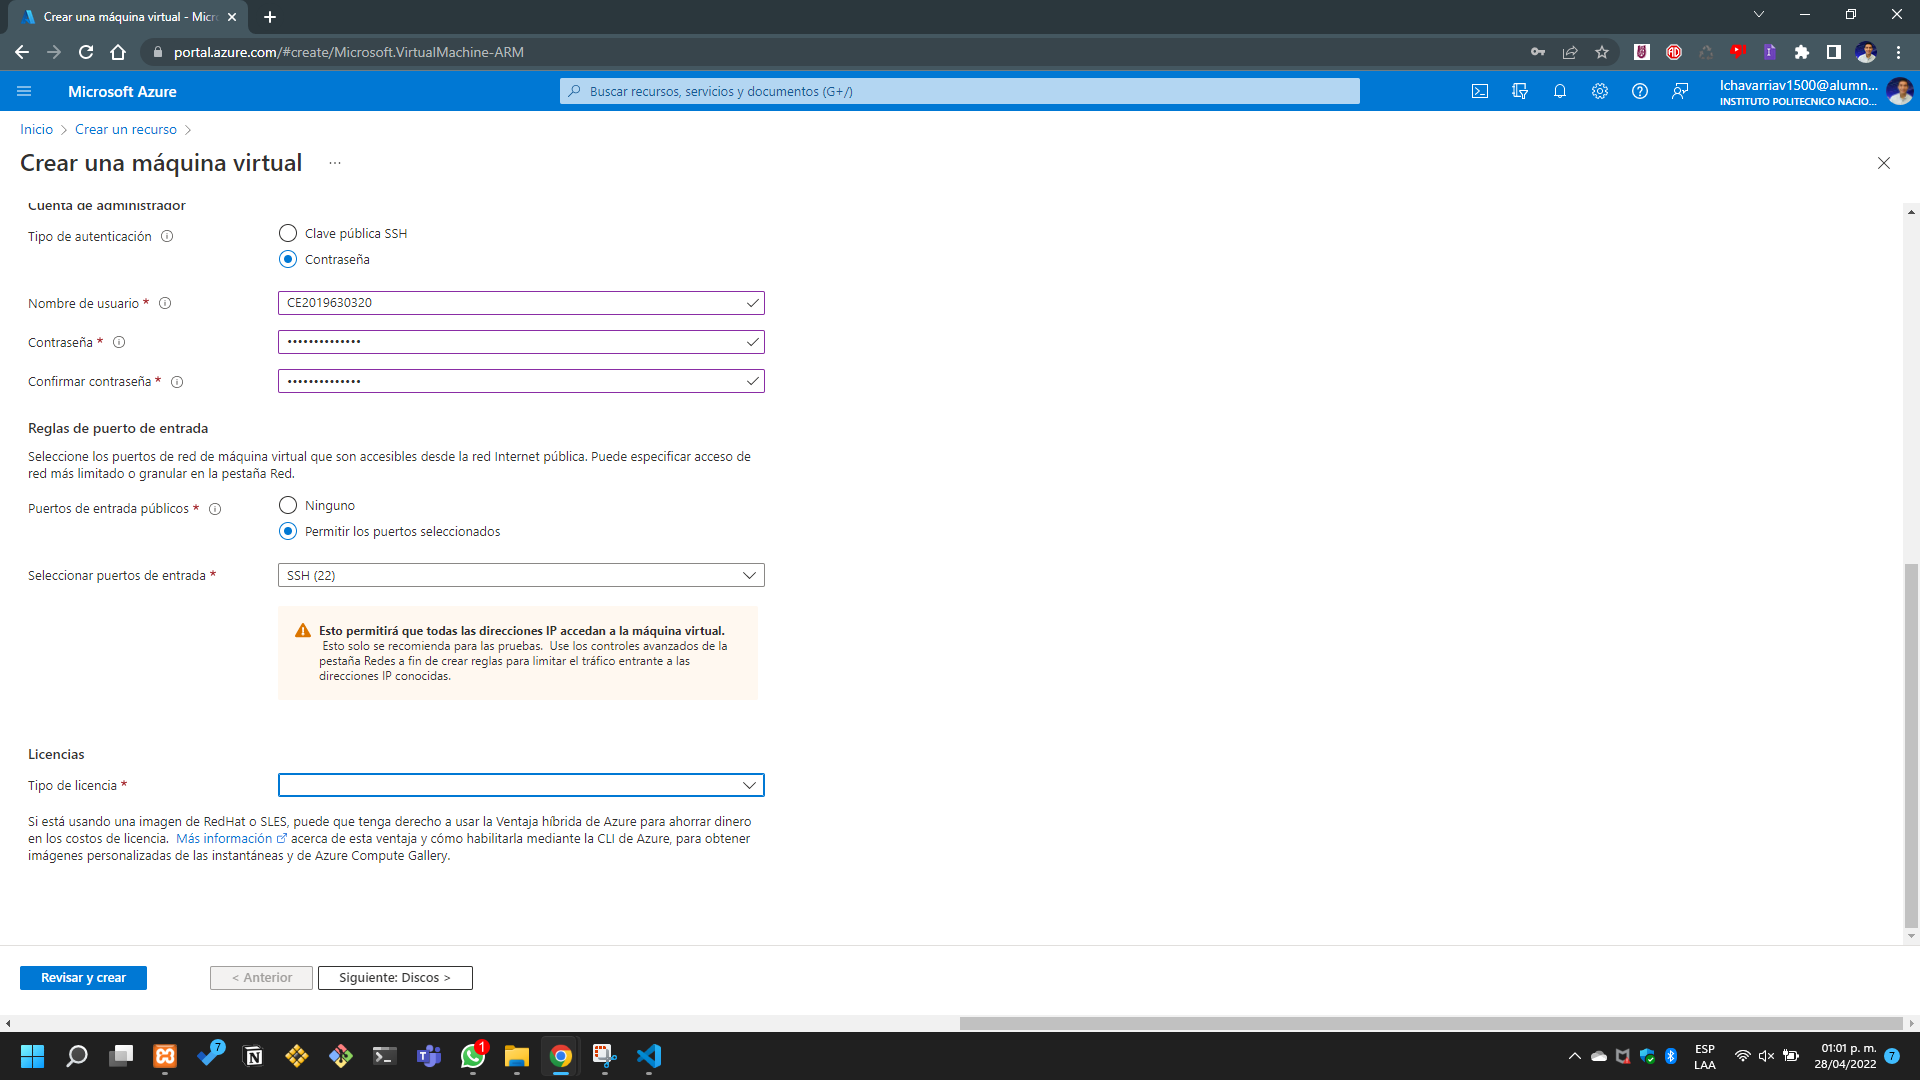 Crear una máquina virtual - Micr
portal.azure.com/#create/Microsoft.VirtualMachine-ARM
Microsoft Azure
Buscar recursos, servicios y documentos (G+/)
lchavarriav1500@alumn...
INSTITUTO POLITECNICO NACIO...
Inicio > Crear un recurso >
Crear una máquina virtual ...
Cuenta de administrador
Tipo de autenticación
Clave pública SSH
Contraseña
Nombre de usuario *
CE2019630320
Contraseña *
••••••••••••••
Confirmar contraseña *
••••••••••••••
Reglas de puerto de entrada
Seleccione los puertos de red de máquina virtual que son accesibles desde la red Internet pública. Puede especificar acceso de
red más limitado o granular en la pestaña Red.
Puertos de entrada públicos *
Ninguno
Permitir los puertos seleccionados
Seleccionar puertos de entrada *
SSH (22)
Esto permitirá que todas las direcciones IP accedan a la máquina virtual.
Esto solo se recomienda para las pruebas. Use los controles avanzados de la
pestaña Redes a fin de crear reglas para limitar el tráfico entrante a las
direcciones IP conocidas.
Licencias
Tipo de licencia *
Si está usando una imagen de RedHat o SLES, puede que tenga derecho a usar la Ventaja híbrida de Azure para ahorrar dinero
en los costos de licencia. Más información acerca de esta ventaja y cómo habilitarla mediante la CLI de Azure, para obtener
imágenes personalizadas de las instantáneas y de Azure Compute Gallery.
Revisar y crear
< Anterior
Siguiente: Discos >
7
1
ESP
LAA
01:01 p. m.
28/04/2022
7